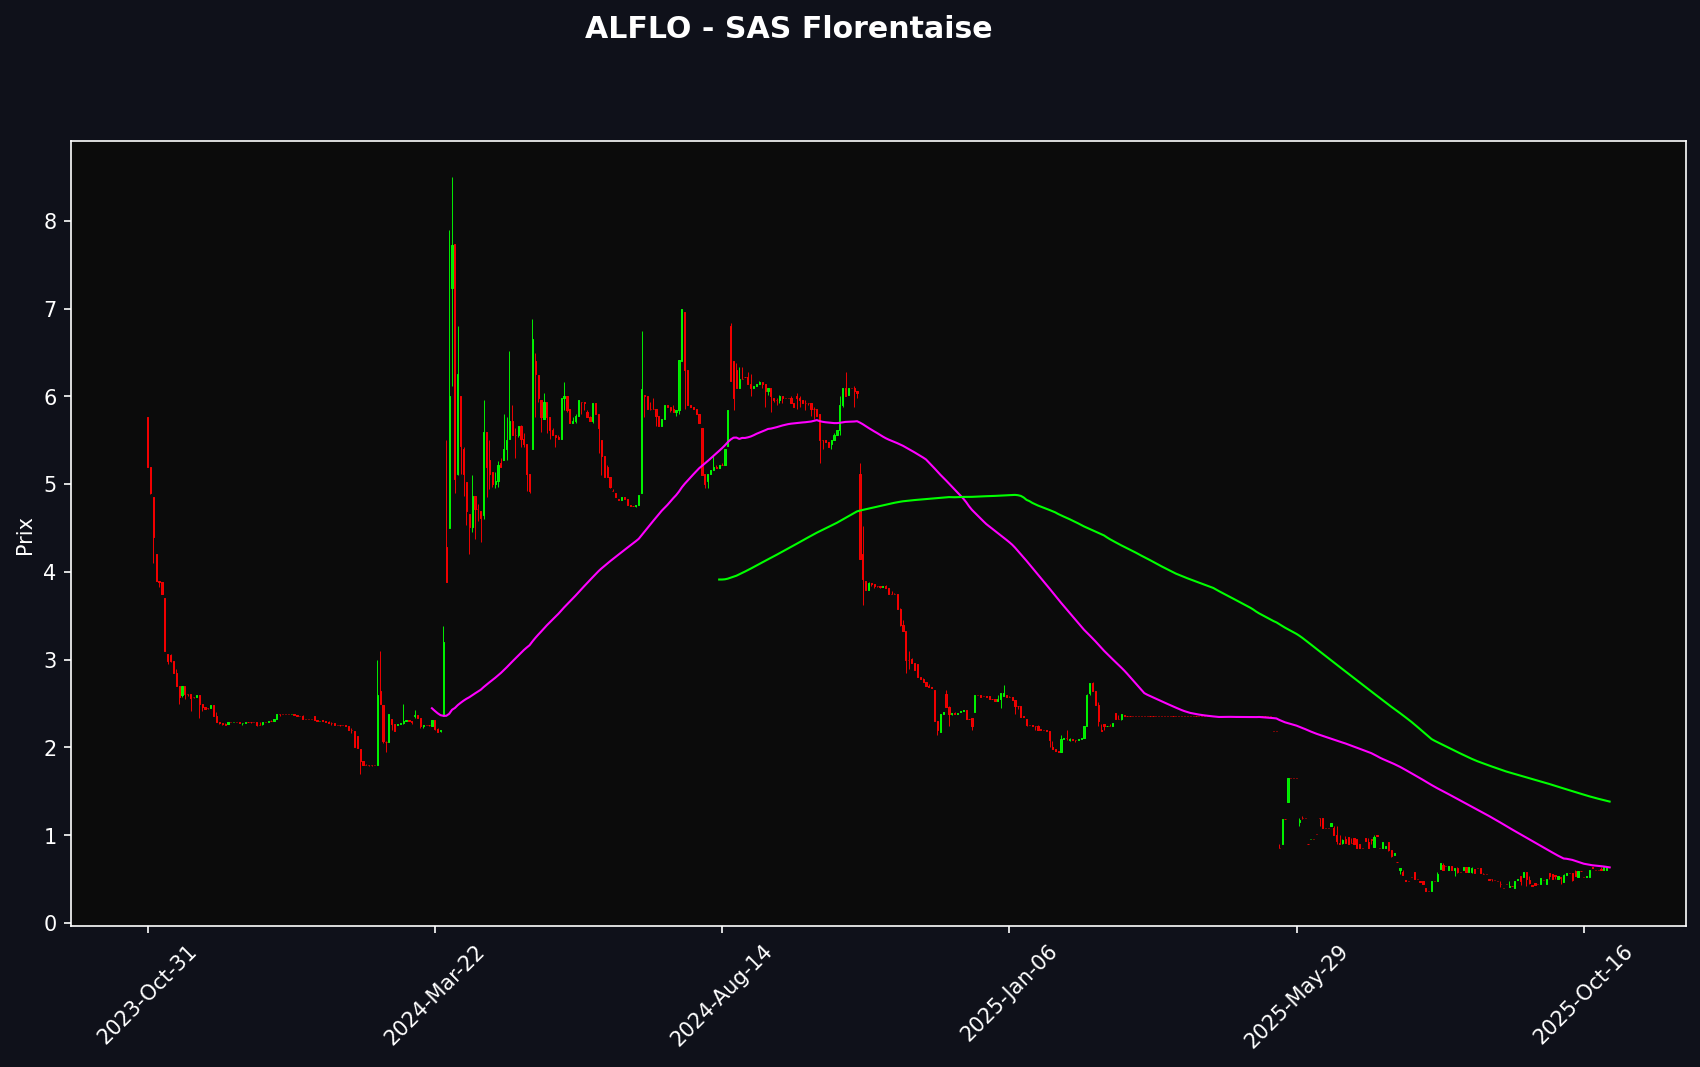 ALFLO - SAS Florentaise
Prix
8
7
6
5
4
3
2
1
0
2023-Oct-31
2024-Mar-22
2024-Aug-14
2025-Jan-06
2025-May-29
2025-Oct-16